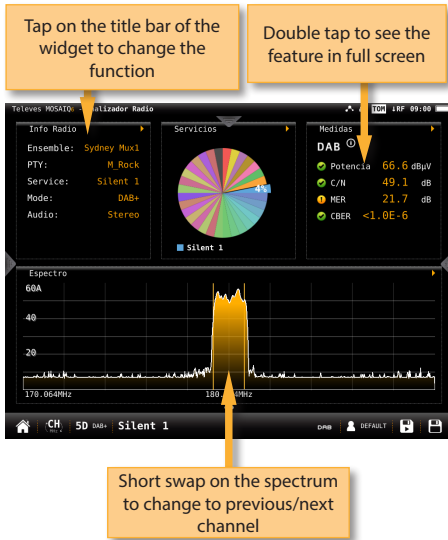 Tap on the title bar of the
widget to change the
function
Double tap to see the
feature in full screen
Televes MOSAIQ6 -
alizador Radio
TOM ↓RF 09:00
Info Radio
Ensemble: Sydney Mux1
PTY: M_Rock
Service: Silent 1
Mode: DAB+
Audio: Stereo
Servicios
4%
Silent 1
Medidas
DAB
Potencia 66.6 dBµV
C/N 49.1 dB
MER 21.7 dB
CBER <1.0E-6
Espectro
60A
40
20
170.064MHz
180. MHz
CH
5D DAB+ Silent 1
DAB
DEFAULT
Short swap on the spectrum
to change to previous/next
channel